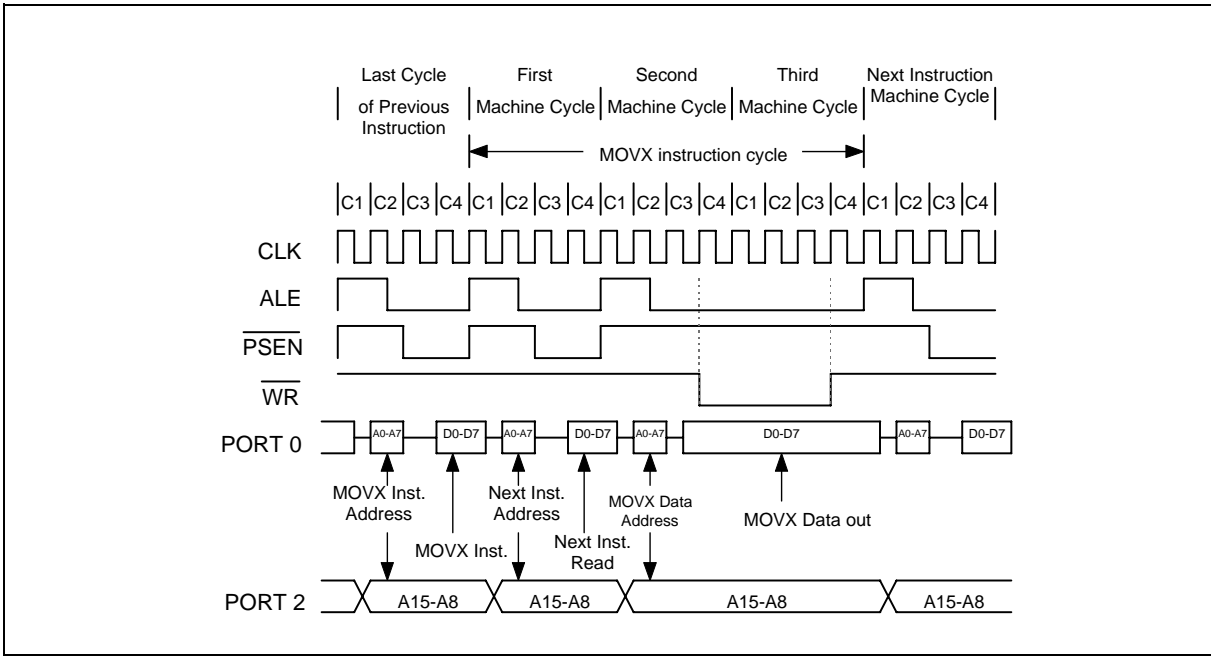 Last Cycle
of Previous
Instruction
First
Machine Cycle
Second
Machine Cycle
Third
Machine Cycle
Next Instruction
Machine Cycle
MOVX instruction cycle
C1 C2 C3 C4 C1 C2 C3 C4 C1 C2 C3 C4 C1 C2 C3 C4 C1 C2 C3 C4
CLK
ALE
PSEN
WR
PORT 0
A0-A7 D0-D7 A0-A7 D0-D7 A0-A7 D0-D7 A0-A7 D0-D7
MOVX Inst.
Address
MOVX Inst.
Next Inst.
Address
Next Inst.
Read
MOVX Data
Address
MOVX Data out
PORT 2
A15-A8 A15-A8 A15-A8 A15-A8